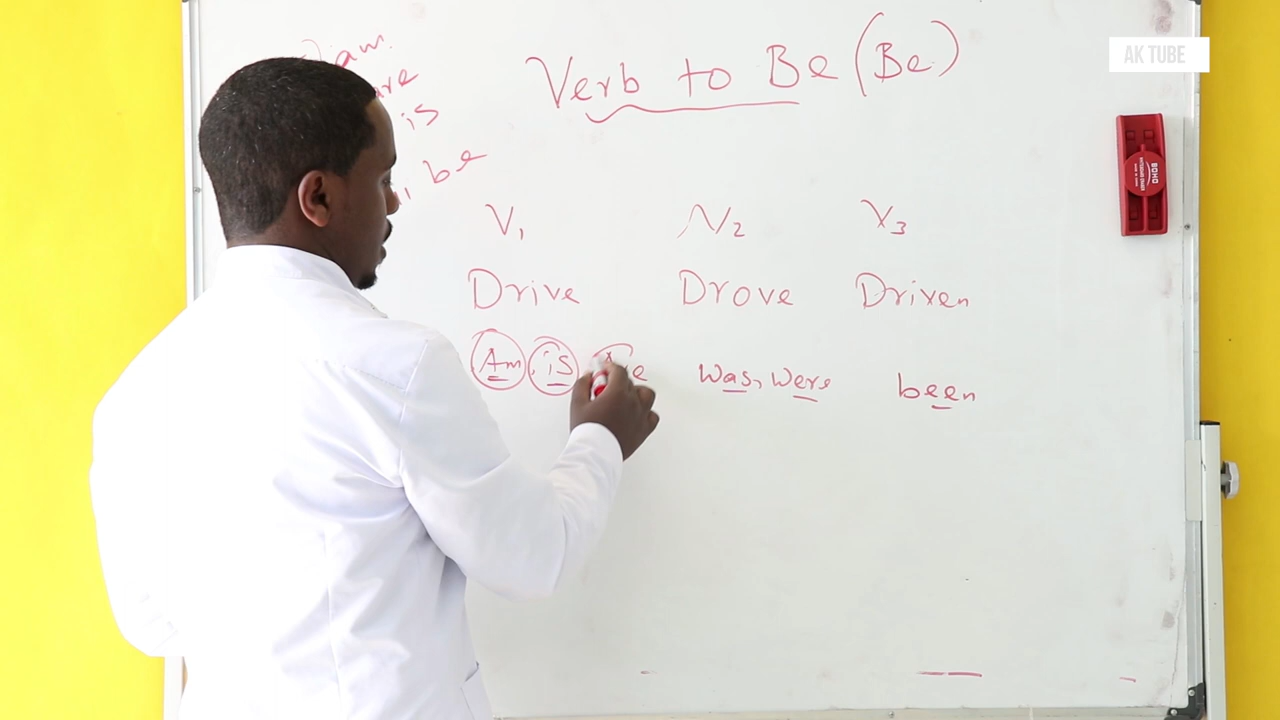 AK TUBE
Verb to Be (Be)
am
are
is
be
V1 V2 V3
Drive Drove Driven
Am, is, was, were been
BOHO